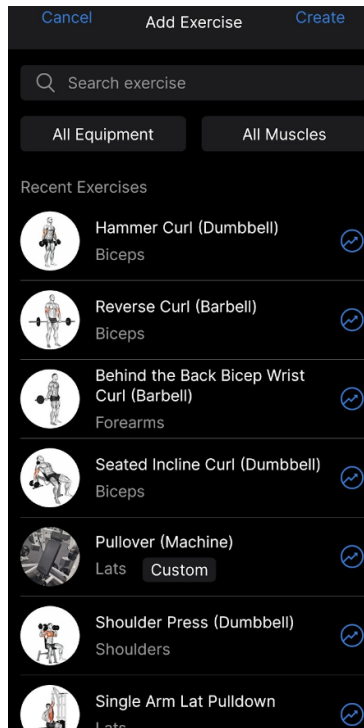 Cancel
Add Exercise
Create
Search exercise
All Equipment
All Muscles
Recent Exercises
Hammer Curl (Dumbbell)
Biceps
Reverse Curl (Barbell)
Biceps
Behind the Back Bicep Wrist
Curl (Barbell)
Forearms
Seated Incline Curl (Dumbbell)
Biceps
Pullover (Machine)
Lats Custom
Shoulder Press (Dumbbell)
Shoulders
Single Arm Lat Pulldown
Lats